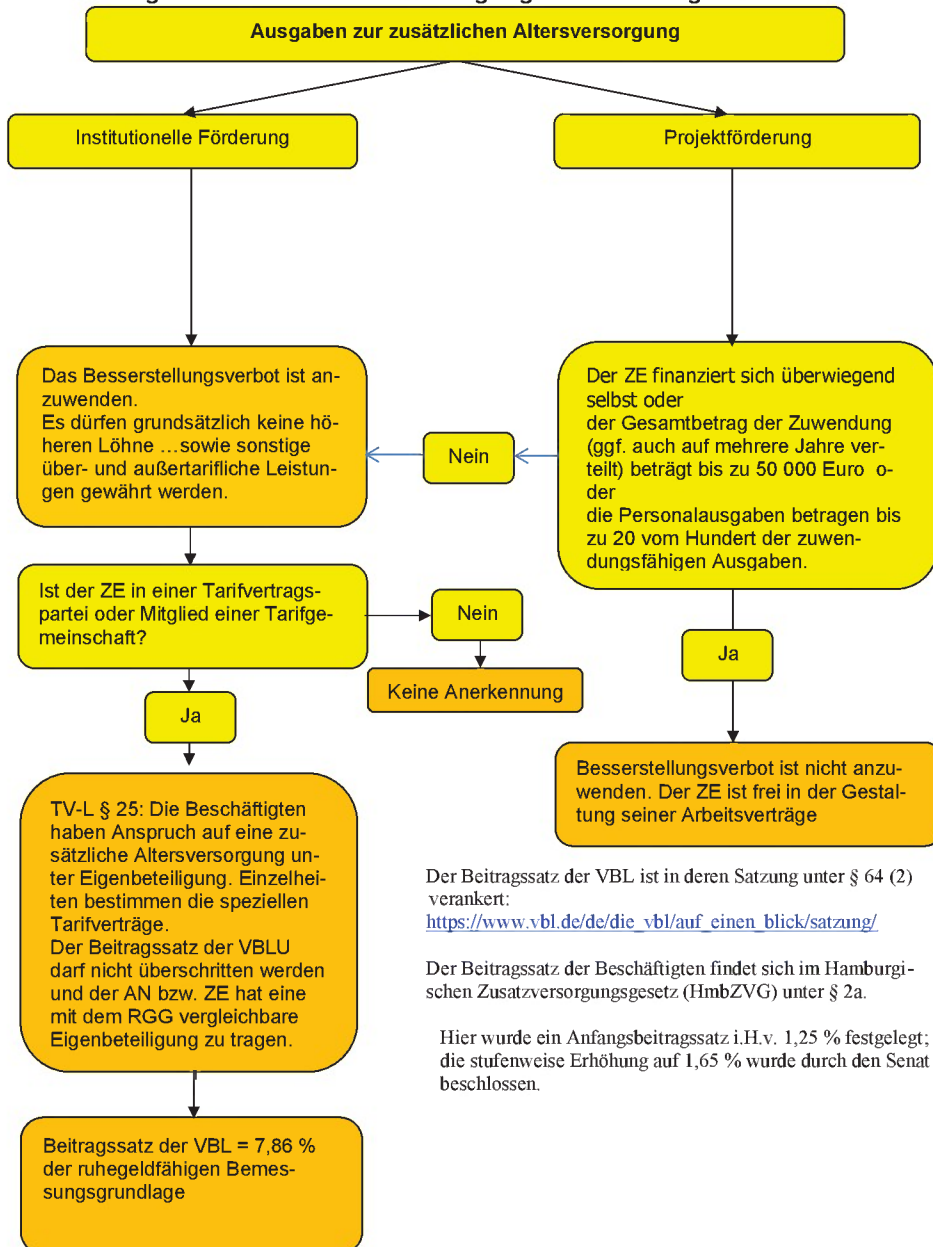 Ausgaben zur zusätzlichen Altersversorgung
Institutionelle Förderung
Projektförderung
Das Besserstellungsverbot ist an-
zuwenden.
Es dürfen grundsätzlich keine hö-
heren Löhne ...sowie sonstige
über- und außertarifliche Leistun-
gen gewährt werden.
Nein
Der ZE finanziert sich überwiegend
selbst oder
der Gesamtbetrag der Zuwendung
(ggf. auch auf mehrere Jahre ver-
teilt) beträgt bis zu 50 000 Euro o-
der
die Personalausgaben betragen bis
zu 20 vom Hundert der zuwen-
dungsfähigen Ausgaben.
Ist der ZE in einer Tarifvertrags-
partei oder Mitglied einer Tarifge-
meinschaft?
Nein
Keine Anerkennung
Ja
Ja
Besserstellungsverbot ist nicht anzu-
wenden. Der ZE ist frei in der Gestal-
tung seiner Arbeitsverträge
TV-L § 25: Die Beschäftigten
haben Anspruch auf eine zu-
sätzliche Altersversorgung un-
ter Eigenbeteiligung. Einzelhei-
ten bestimmen die speziellen
Tarifverträge.
Der Beitragssatz der VBLU
darf nicht überschritten werden
und der AN bzw. ZE hat eine
mit dem RGG vergleichbare
Eigenbeteiligung zu tragen.
Der Beitragssatz der VBL ist in deren Satzung unter § 64 (2)
verankert:
https://www.vbl.de/de/die_vbl/auf_einen_blick/satzung/
Der Beitragssatz der Beschäftigten findet sich im Hamburgi-
schen Zusatzversorgungsgesetz (HmbZVG) unter § 2a.
Hier wurde ein Anfangsbeitragssatz i.H.v. 1,25 % festgelegt;
die stufenweise Erhöhung auf 1,65 % wurde durch den Senat
beschlossen.
Beitragssatz der VBL = 7,86 %
der ruhegeldfähigen Bemes-
sungsgrundlage